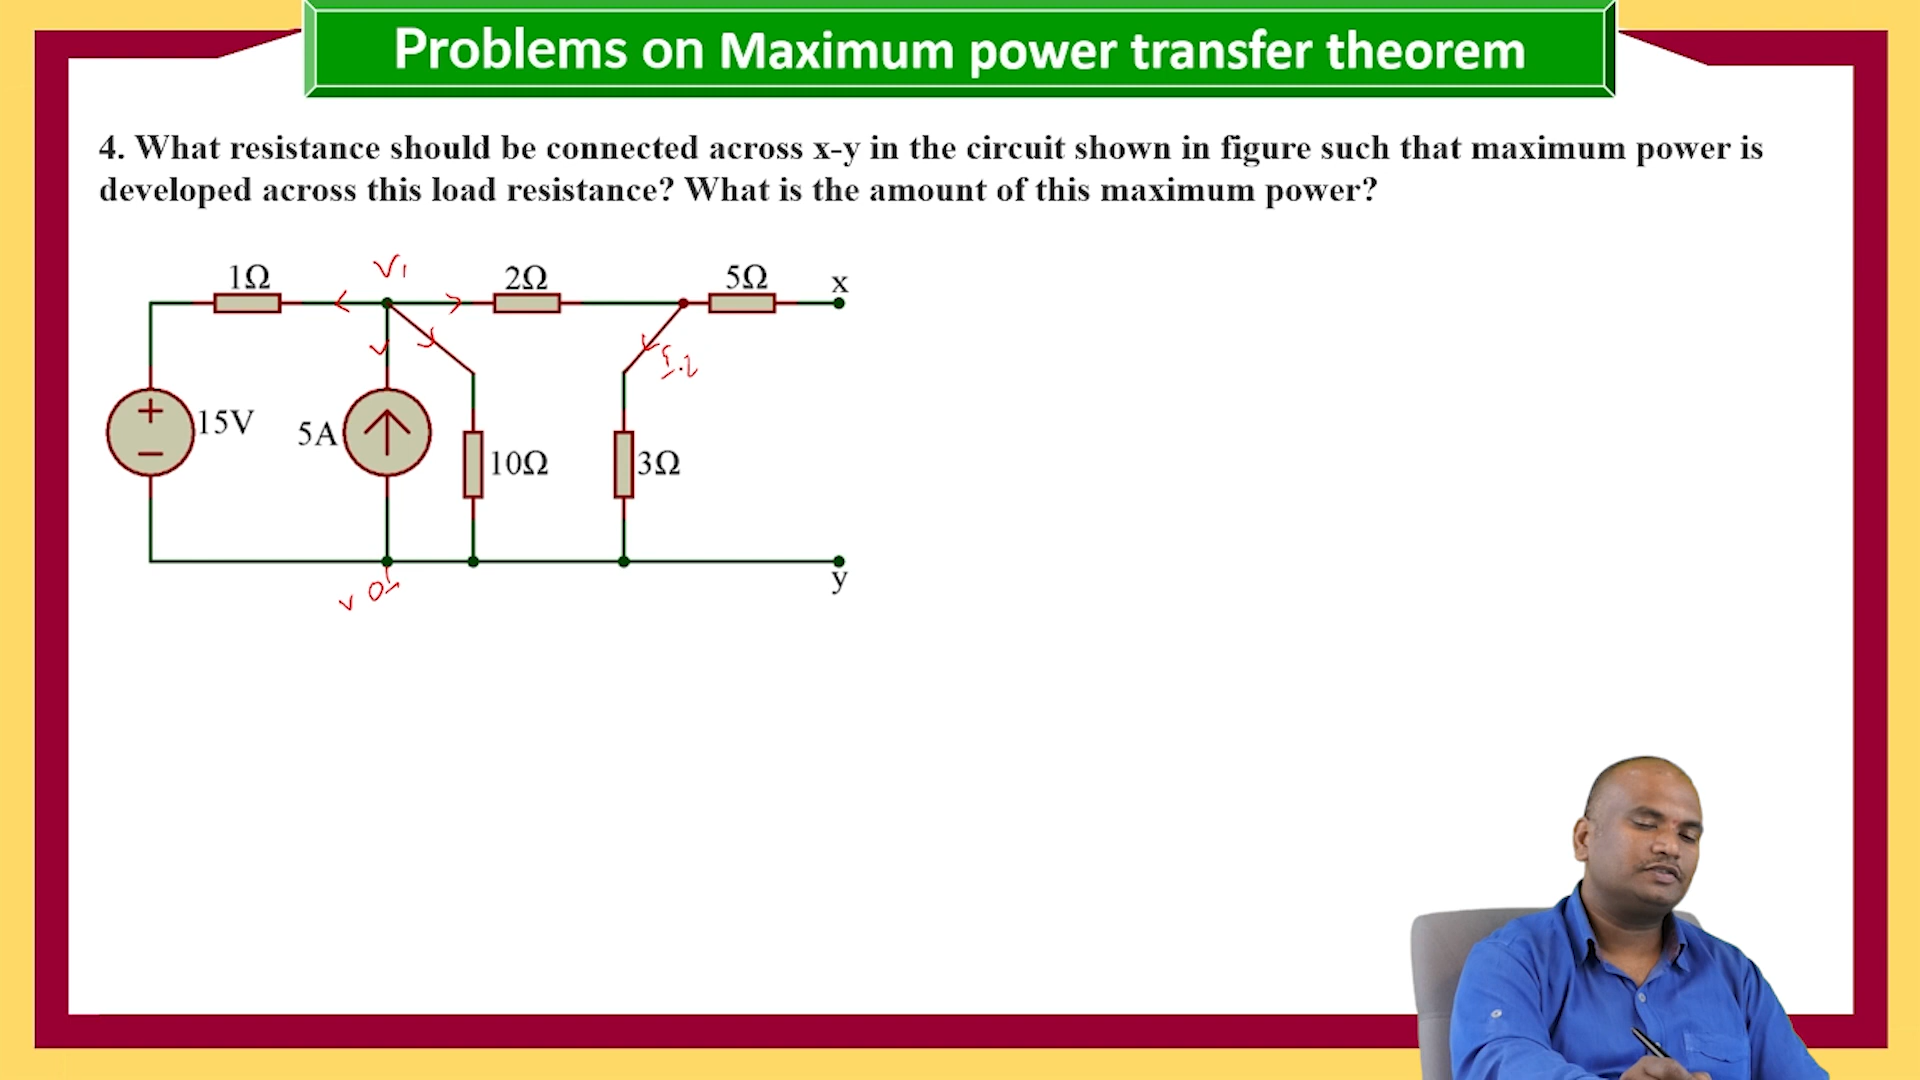 Problems on Maximum power transfer theorem
4. What resistance should be connected across x-y in the circuit shown in figure such that maximum power is
developed across this load resistance? What is the amount of this maximum power?
1Ω
V1
2Ω
5Ω
x
15V
5A
10Ω
3Ω
y